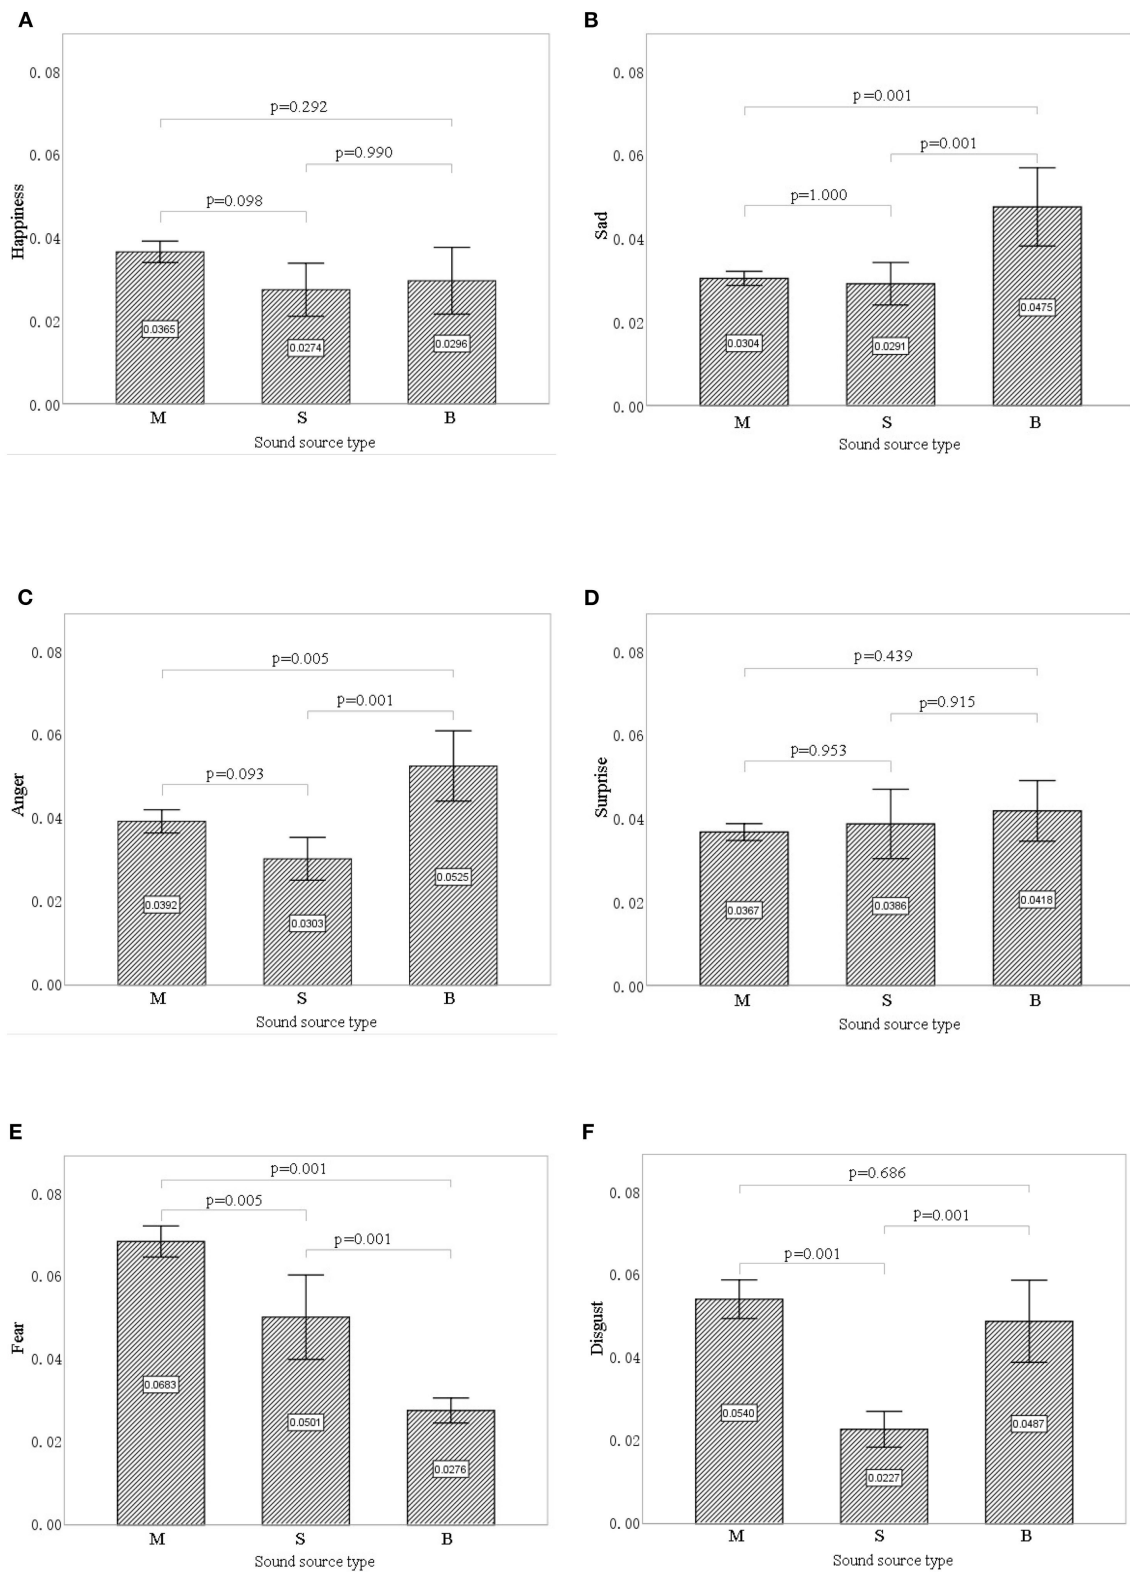 A
0.08
p=0.292
0.06
p=0.990
p=0.098
Happiness
0.04
0.02
0.0365
0.0274
0.0296
0.00
M S B
Sound source type
B
0.08
p=0.001
0.06
p=0.001
p=1.000
Sad
0.04
0.02
0.0304
0.0291
0.0475
0.00
M S B
Sound source type
C
0.08
p=0.005
p=0.001
0.06
p=0.093
Anger
0.04
0.02
0.0392
0.0303
0.0525
0.00
M S B
Sound source type
D
0.08
p=0.439
p=0.915
0.06
p=0.953
Surprise
0.04
0.02
0.0367
0.0386
0.0418
0.00
M S B
Sound source type
E
p=0.001
0.08
p=0.005
p=0.001
0.06
Fear
0.04
0.02
0.0683
0.0501
0.0276
0.00
M S B
Sound source type
F
p=0.686
0.08
p=0.001
p=0.001
0.06
Disgust
0.04
0.02
0.0540
0.0227
0.0487
0.00
M S B
Sound source type